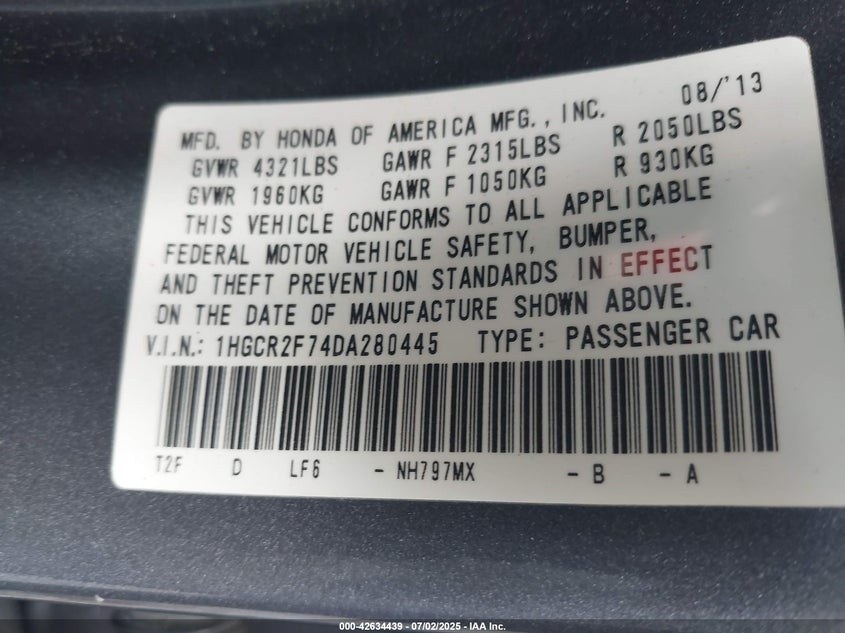 08/'13
MFD. BY HONDA OF AMERICA MFG., INC.
GVWR 4321LBS GAWR F 2315LBS R 2050LBS
GVWR 1960KG GAWR F 1050KG R 930KG
THIS VEHICLE CONFORMS TO ALL APPLICABLE
FEDERAL MOTOR VEHICLE SAFETY, BUMPER,
AND THEFT PREVENTION STANDARDS IN EFFECT
ON THE DATE OF MANUFACTURE SHOWN ABOVE.
V.I.N.: 1HGCR2F74DA280445 TYPE: PASSENGER CAR
T2F D LF6 - NH797MX - B - A
000-42634439 - 07/02/2025 - IAA Inc.